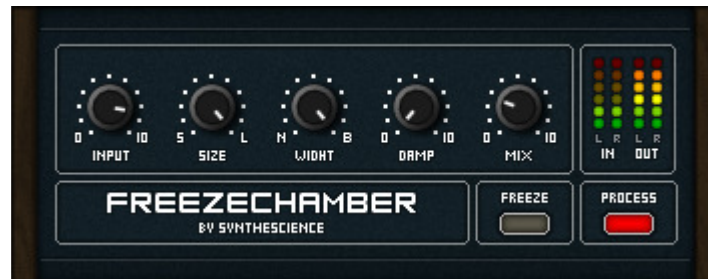 0 10 S L N B 0 10 0 10
INPUT SIZE WIDHT DAMP MIX
L R L R
IN OUT
FREEZECHAMBER
BY SYNTHESCIENCE
FREEZE
PROCESS